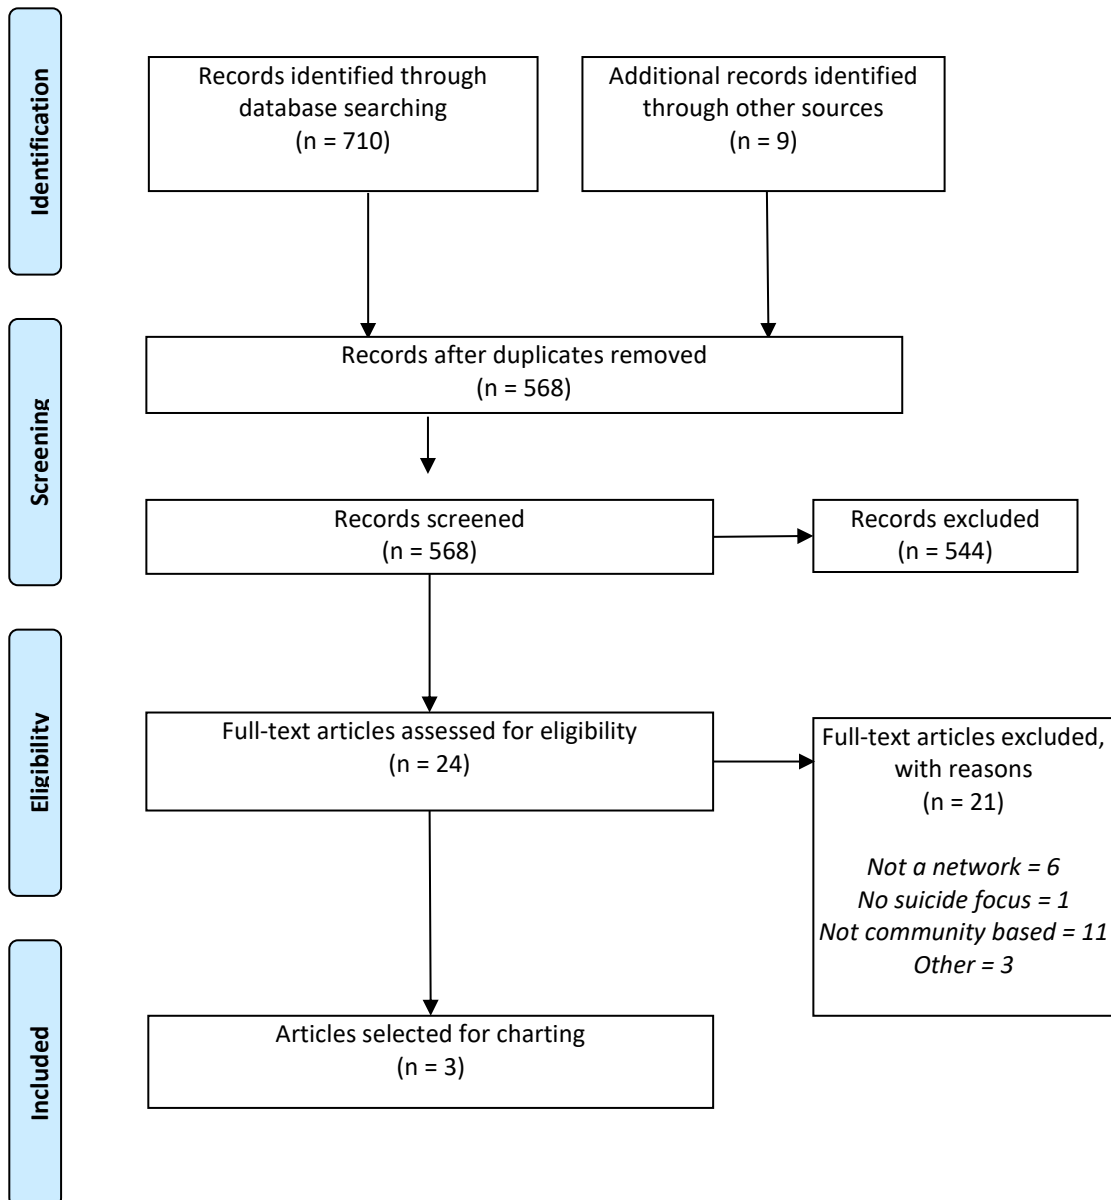 Identification
Records identified through
database searching
(n = 710)
Additional records identified
through other sources
(n = 9)
Screening
Records after duplicates removed
(n = 568)
Records screened
(n = 568)
Records excluded
(n = 544)
Eligibility
Full-text articles assessed for eligibility
(n = 24)
Full-text articles excluded,
with reasons
(n = 21)
Not a network = 6
No suicide focus = 1
Not community based = 11
Other = 3
Included
Articles selected for charting
(n = 3)